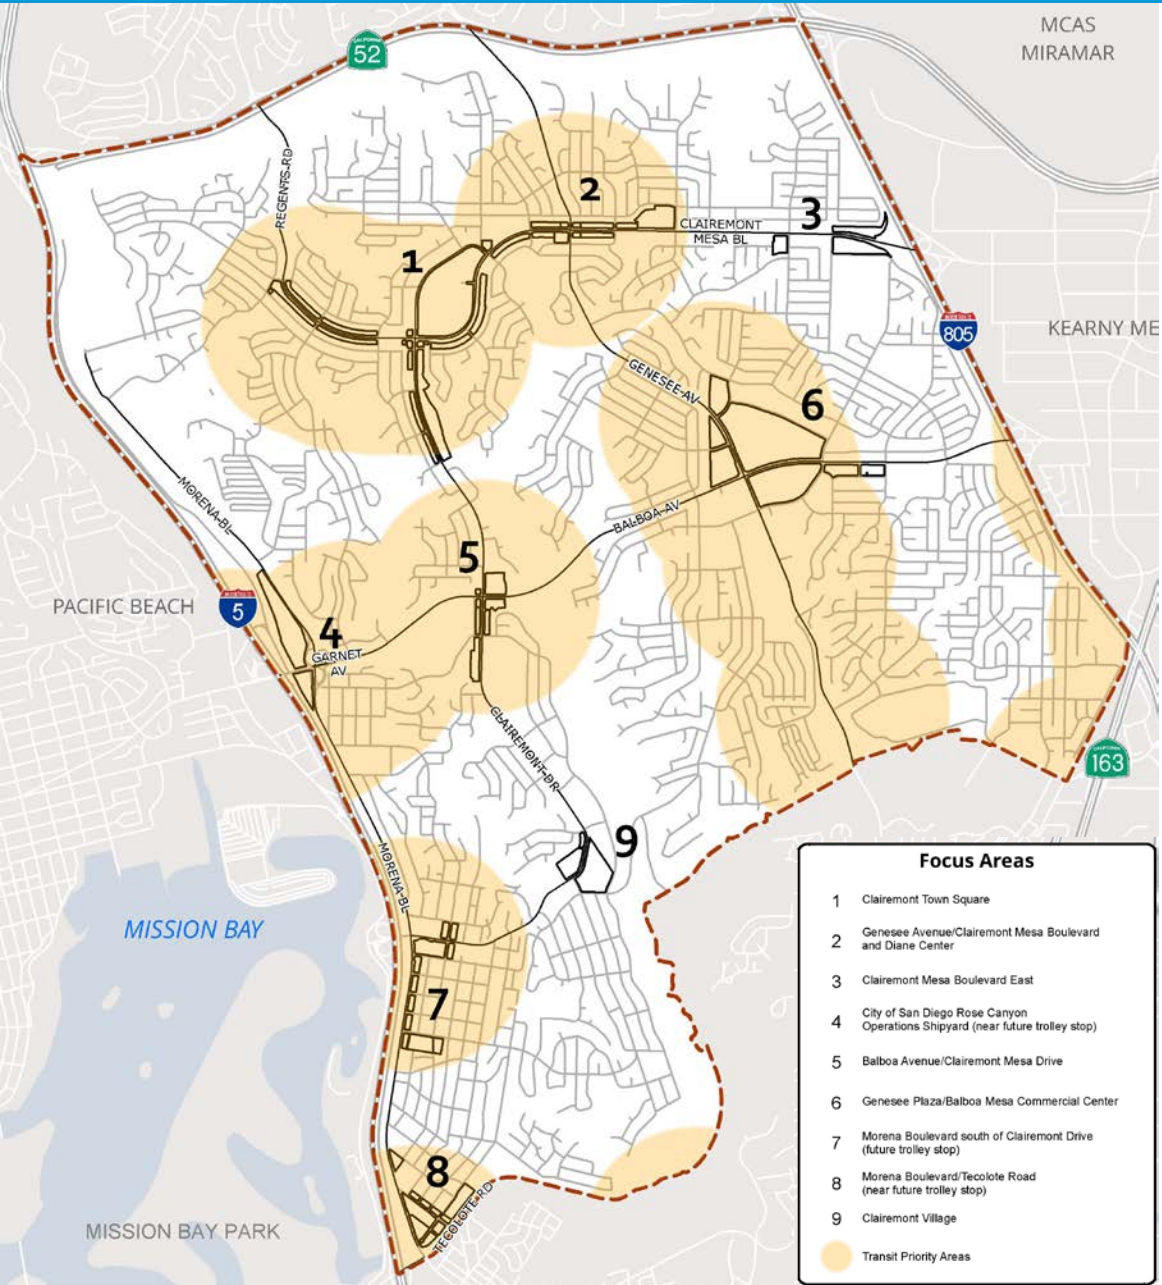 MCAS
MIRAMAR
CALIFORNIA
52
REGENTS RD
2
3
CLAIREMONT
MESA BL
1
805
KEARNY ME
GENESEE AV
6
MORENA BL
BALBOA AV
5
PACIFIC BEACH
5
4
GARNET
AV
CLAIREMONT DR
CALIFORNIA
163
9
MORENA BL
MISSION BAY
7
8
TECOLOTE RD
MISSION BAY PARK
Focus Areas
1 Clairemont Town Square
2 Genesee Avenue/Clairemont Mesa Boulevard
and Diane Center
3 Clairemont Mesa Boulevard East
4 City of San Diego Rose Canyon
Operations Shipyard (near future trolley stop)
5 Balboa Avenue/Clairemont Mesa Drive
6 Genesee Plaza/Balboa Mesa Commercial Center
7 Morena Boulevard south of Clairemont Drive
(future trolley stop)
8 Morena Boulevard/Tecolote Road
(near future trolley stop)
9 Clairemont Village
Transit Priority Areas